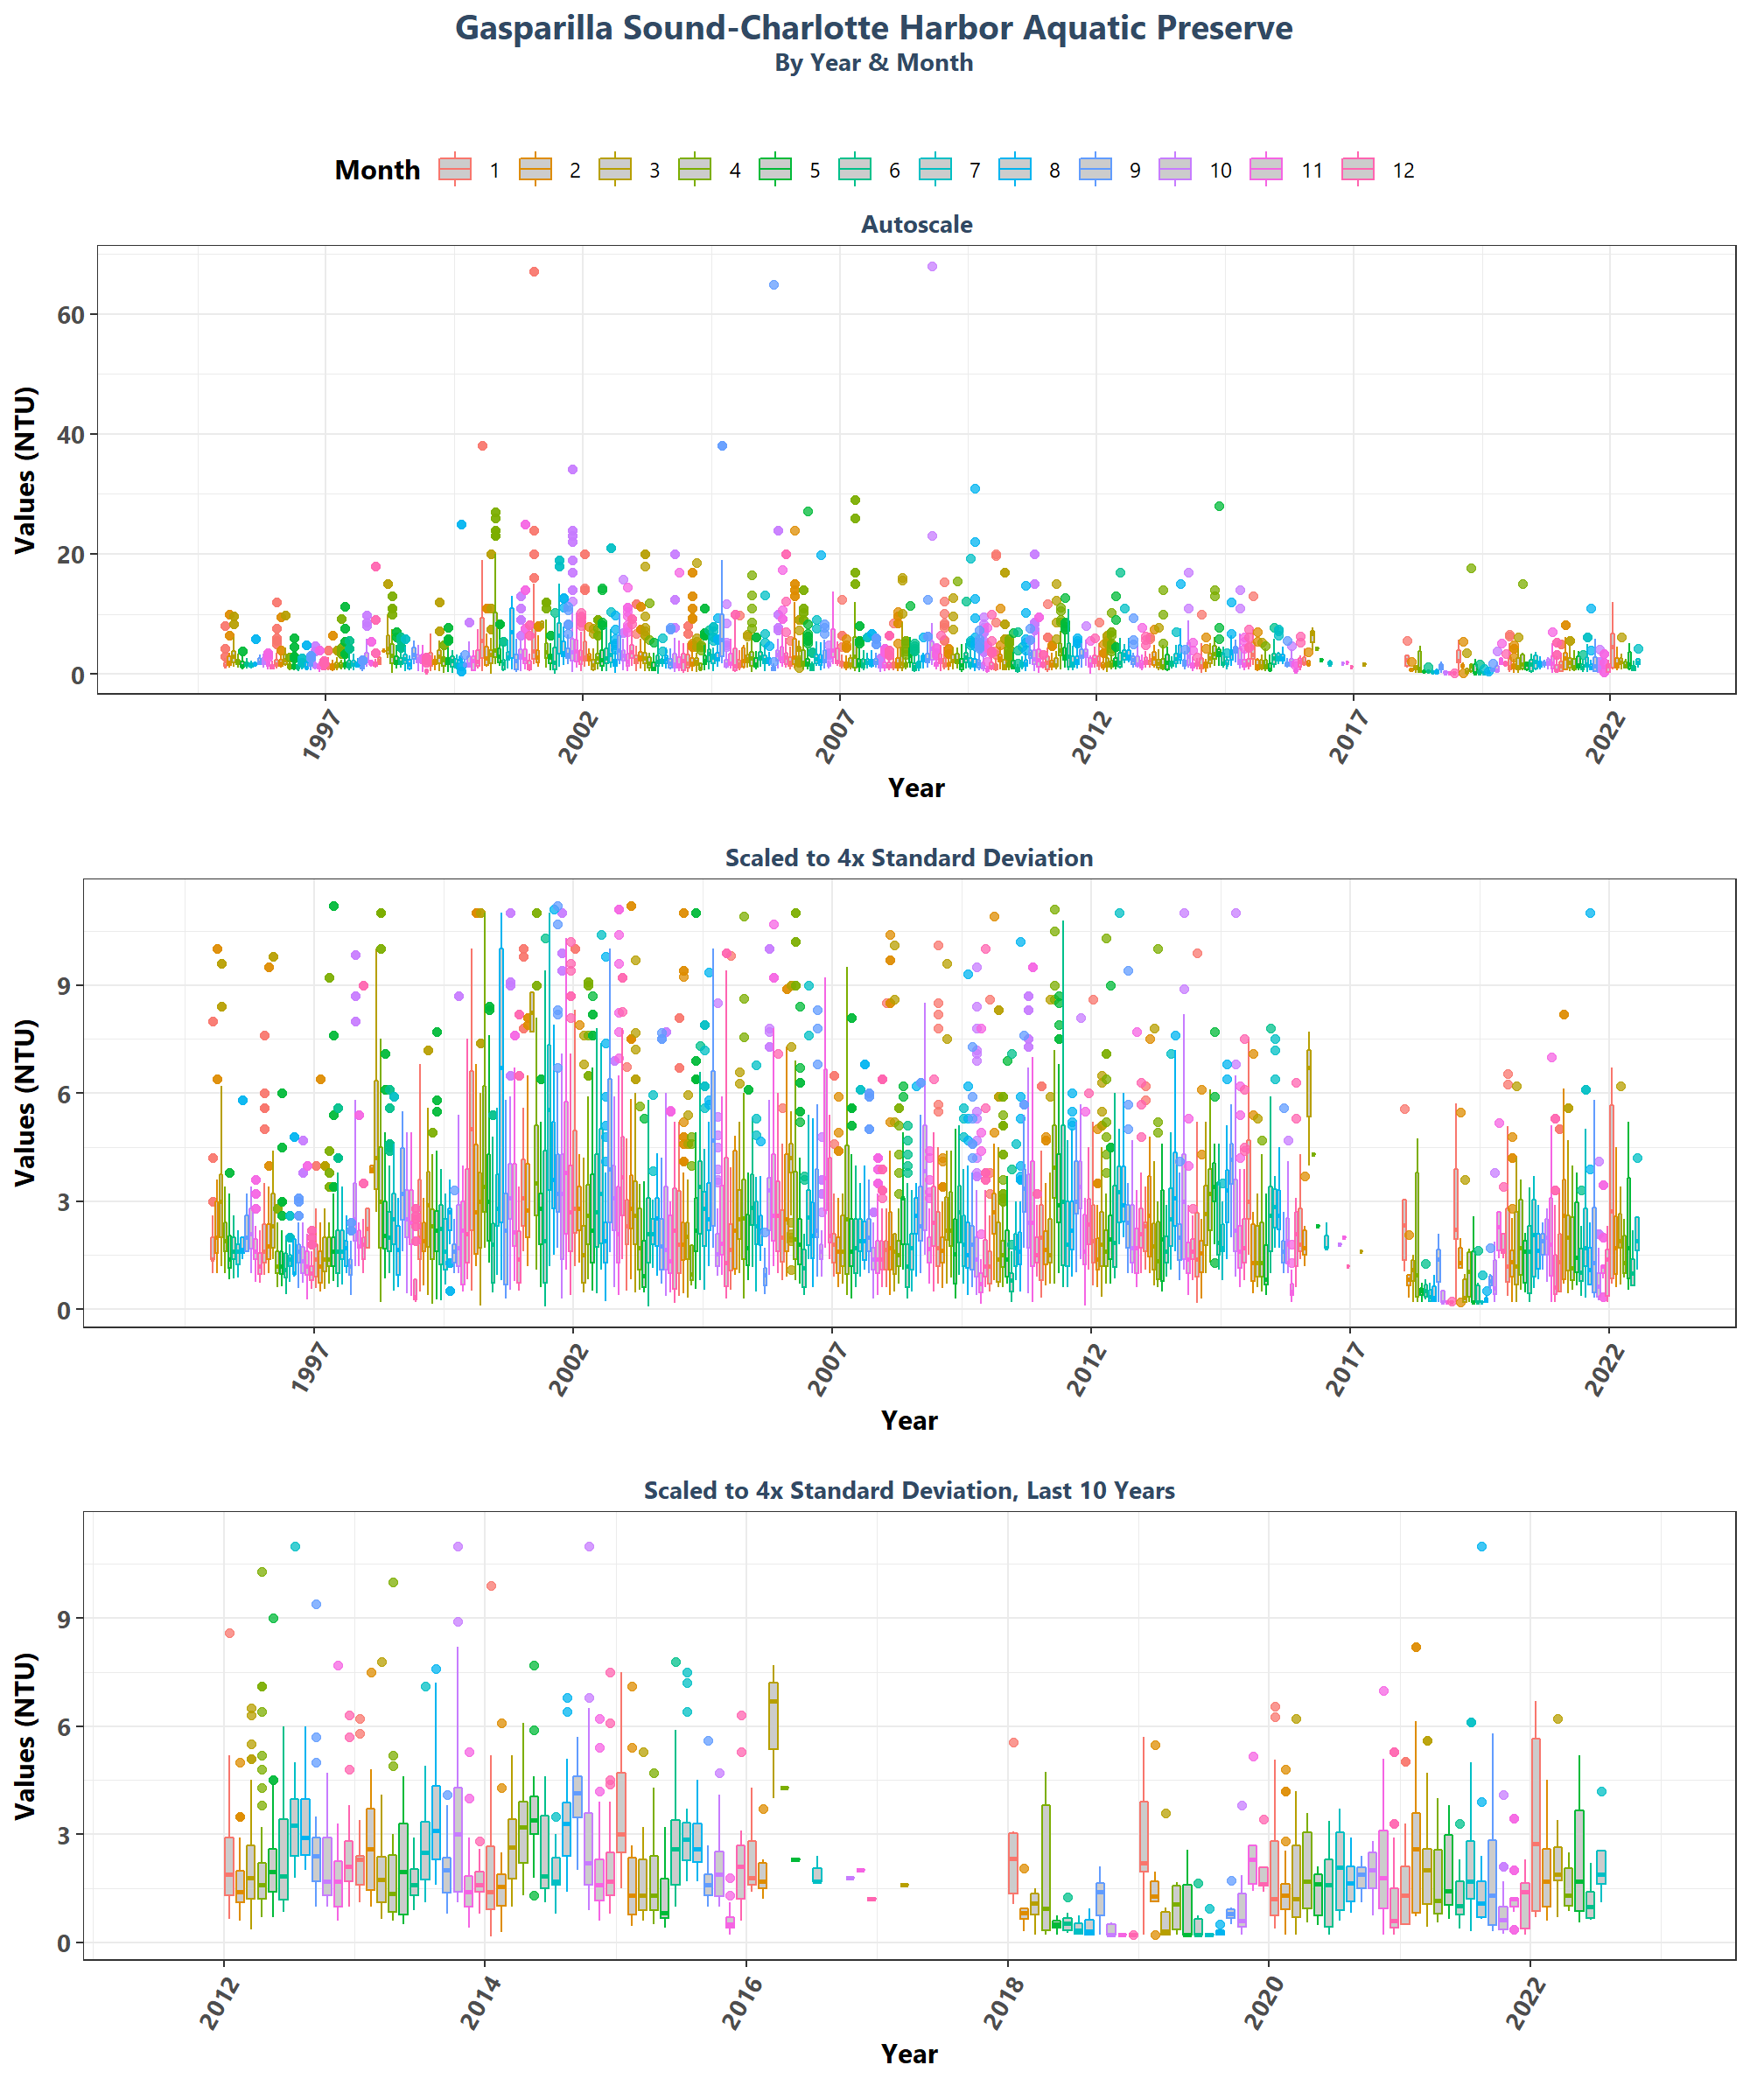 Gasparilla Sound-Charlotte Harbor Aquatic Preserve
By Year & Month
Month 1 2 3 4 5 6 7 8 9 10 11 12
Autoscale
Values (NTU)
60
40
20
0
1997 2002 2007 2012 2017 2022
Year
Scaled to 4x Standard Deviation
Values (NTU)
9
6
3
0
1997 2002 2007 2012 2017 2022
Year
Scaled to 4x Standard Deviation, Last 10 Years
Values (NTU)
9
6
3
0
2012 2014 2016 2018 2020 2022
Year